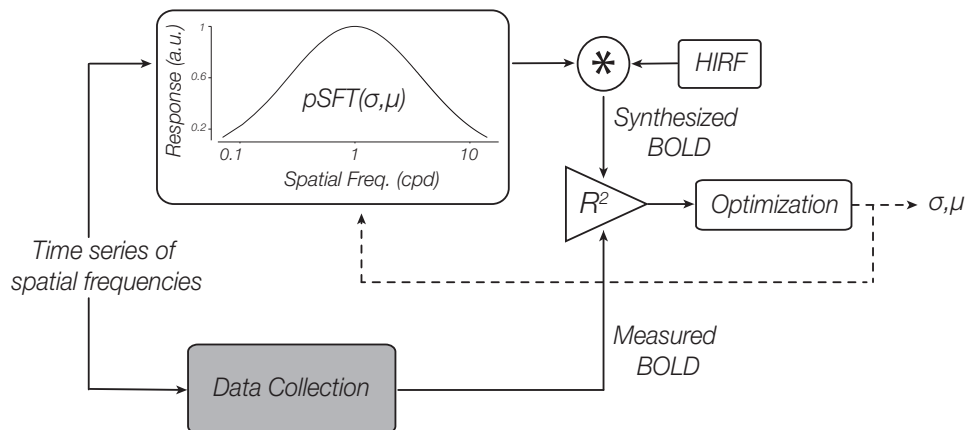 Response (a.u.)
1
0.6
0.2
pSFT(σ,μ)
0.1
1
10
Spatial Freq. (cpd)
*
HIRF
Synthesized
BOLD
R²
Optimization
σ,μ
Time series of
spatial frequencies
Measured
BOLD
Data Collection